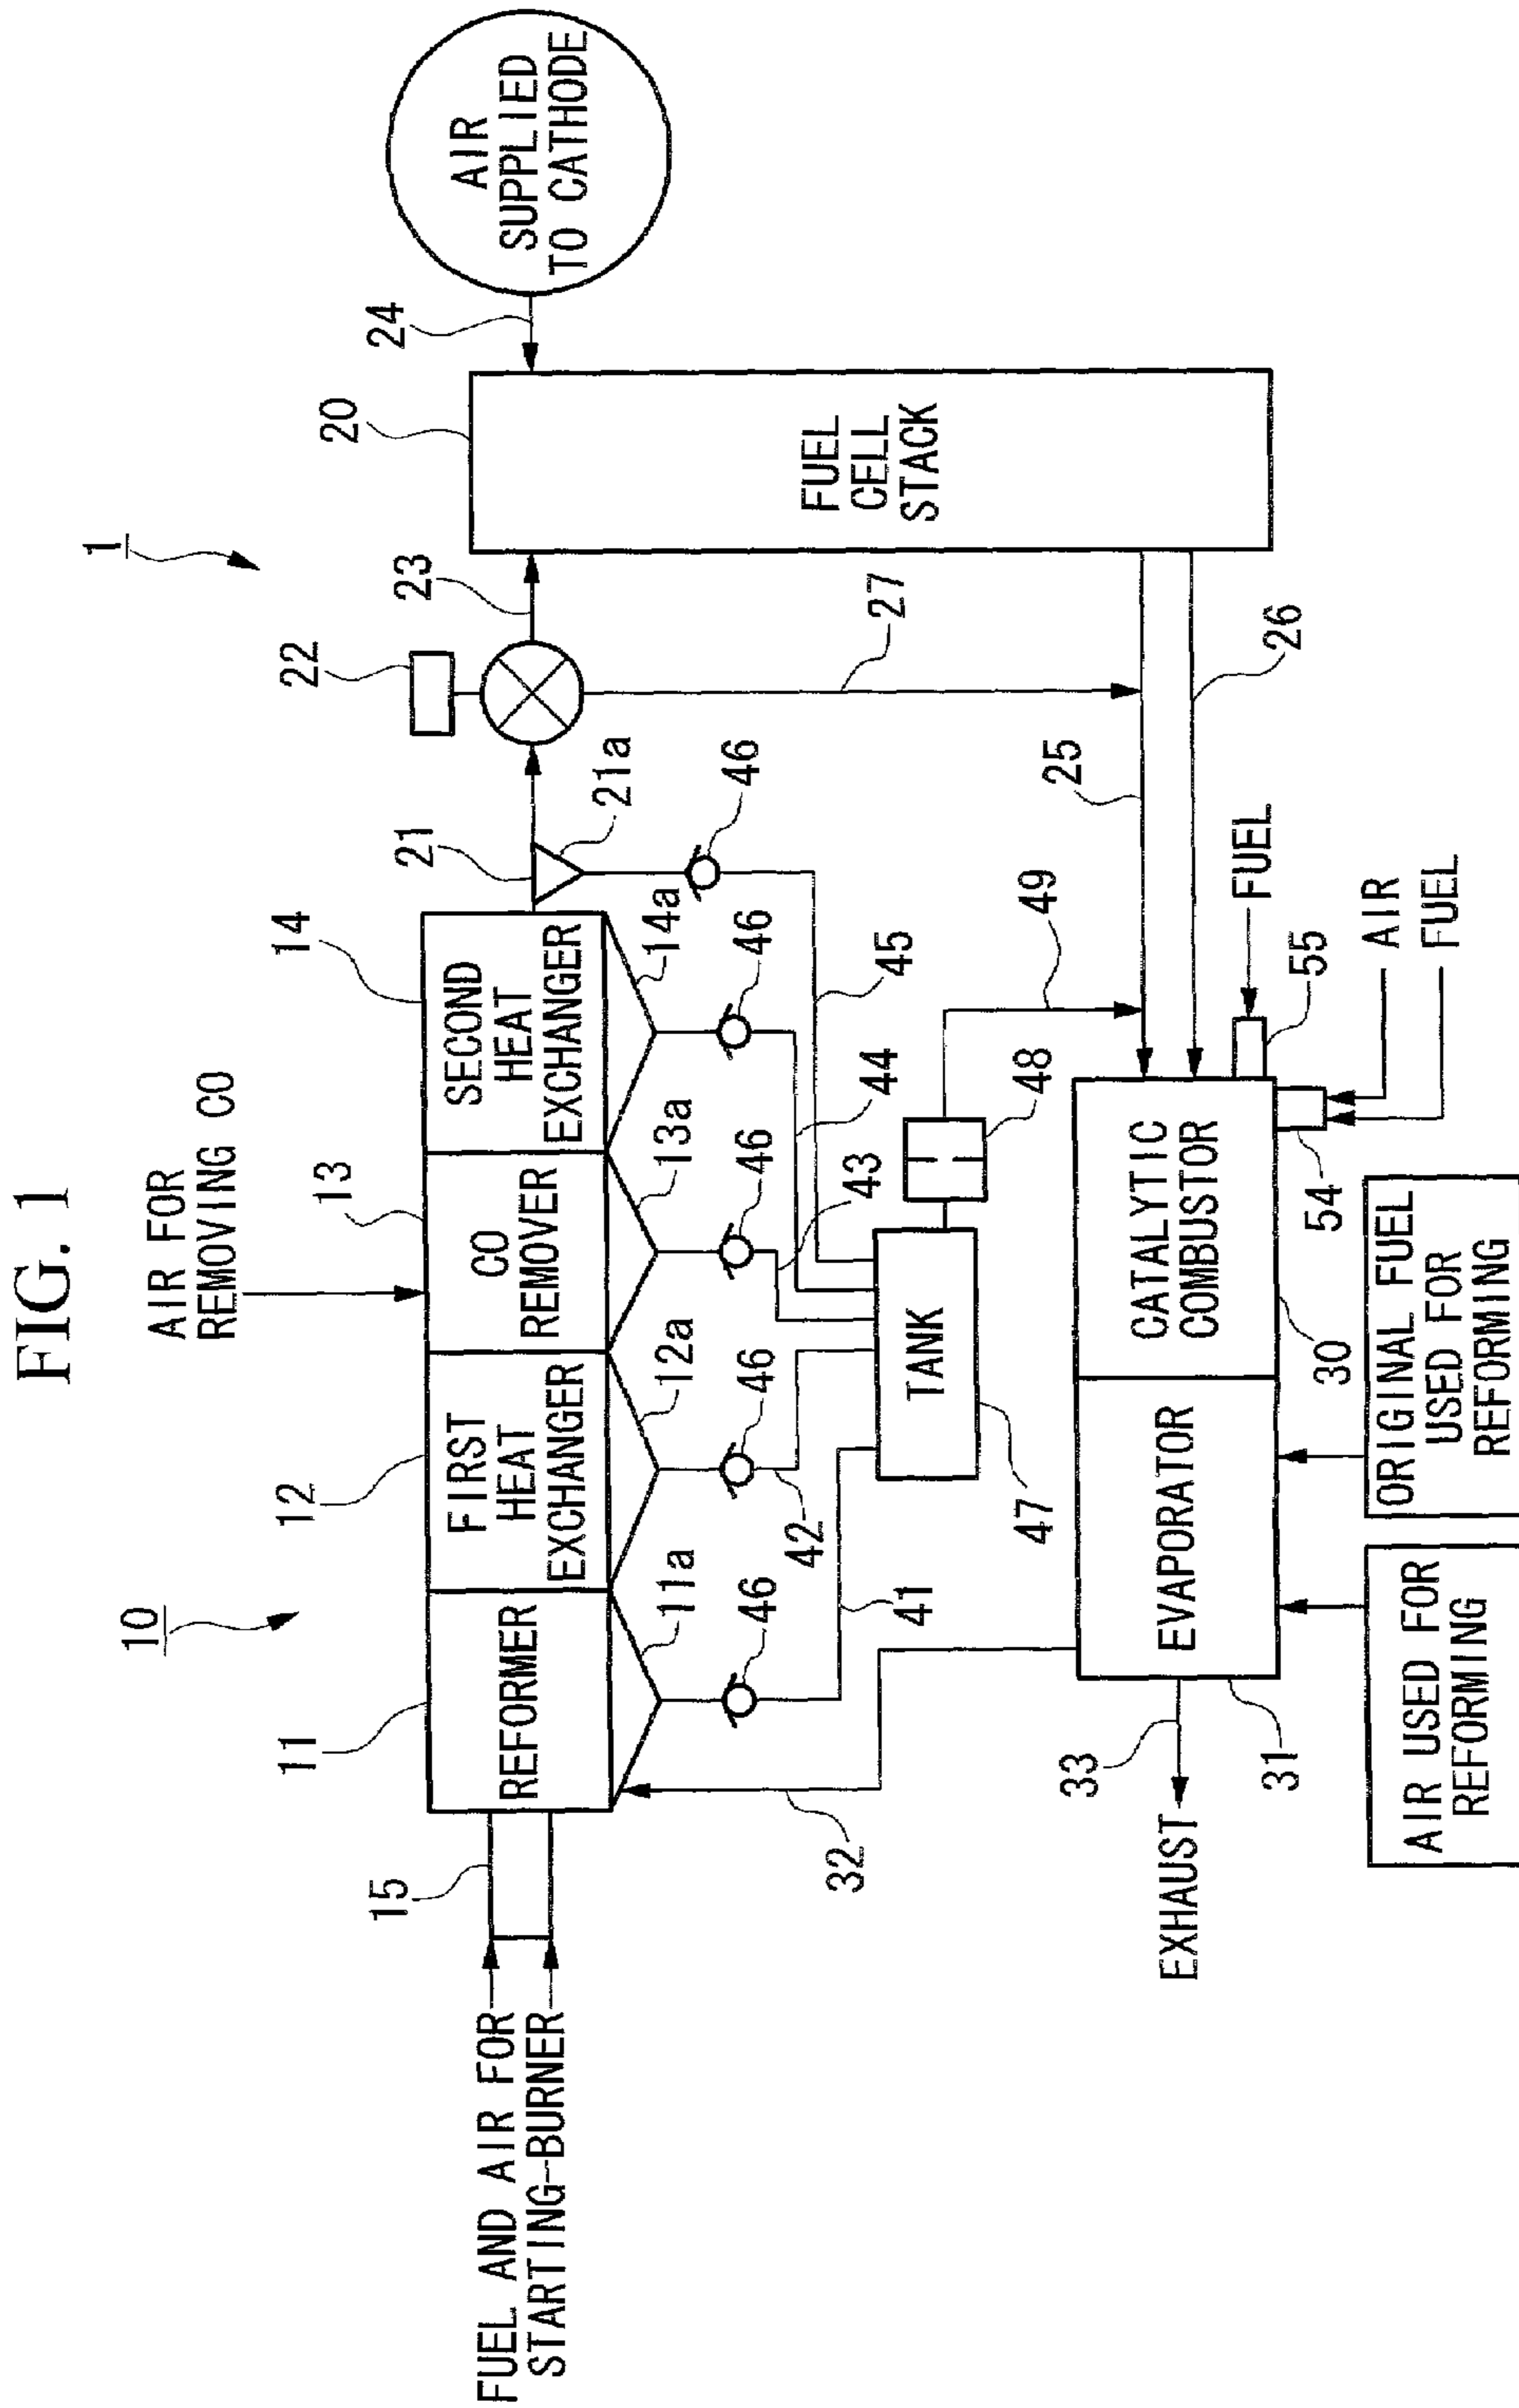 FIG. 1
1
10
AIR FOR
REMOVING CO
11
12
13
14
22
20
15
21
23
24
FUEL AND AIR FOR
STARTING-BURNER
REFORMER
FIRST
HEAT
EXCHANGER
CO
REMOVER
SECOND
HEAT
EXCHANGER
AIR
SUPPLIED
TO CATHODE
11a
12a
13a
14a
21a
46
46
46
46
46
32
41
42
43
44
45
27
TANK
47
48
49
25
26
FUEL
CELL
STACK
EXHAUST
33
EVAPORATOR
CATALYTIC
COMBUSTOR
31
30
54
55
FUEL
AIR
FUEL
AIR USED FOR
REFORMING
ORIGINAL FUEL
USED FOR
REFORMING